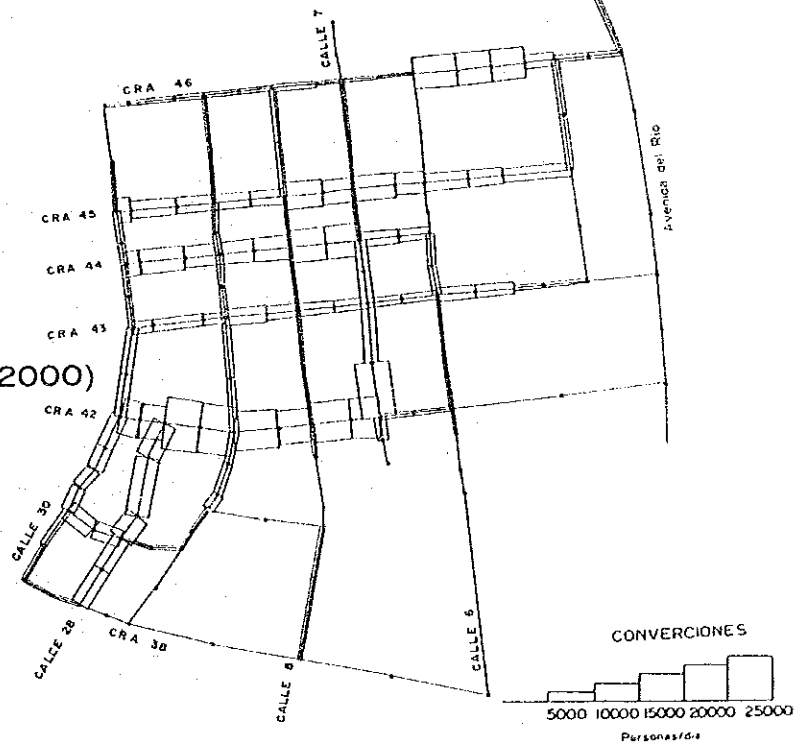 CALLE 7
CRA 46
Avenida del Rio
CRA 45
CRA 44
CRA 43
2000)
CRA 42
CALLE 30
CALLE 28
CRA 38
CALLE 8
CALLE 6
CONVERCIONES
5000 10000 15000 20000 25000
Personas/dia